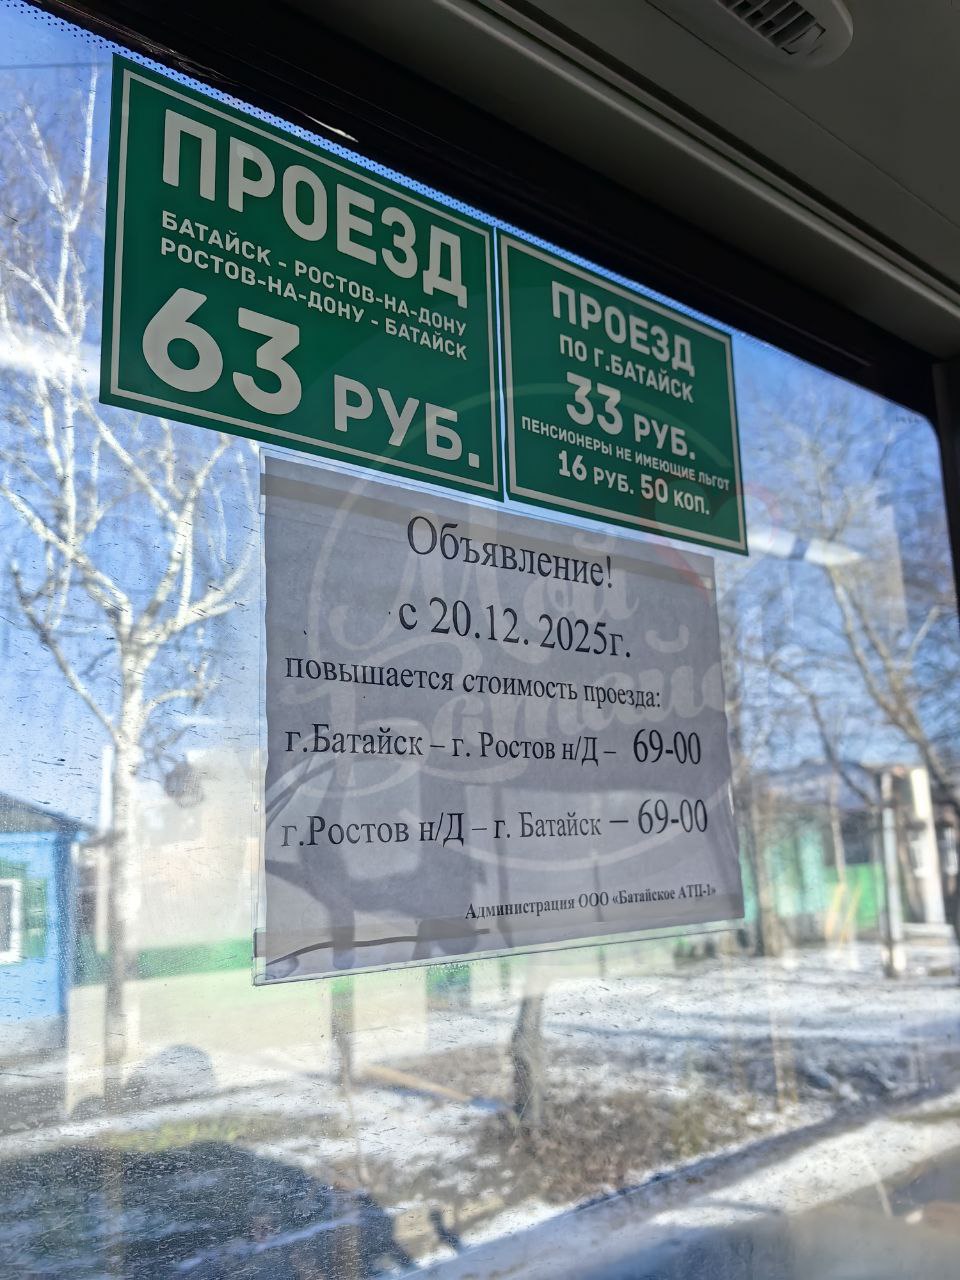 ПРОЕЗД
БАТАЙСК - РОСТОВ-НА-ДОНУ
РОСТОВ-НА-ДОНУ - БАТАЙСК
63 РУБ.
ПРОЕЗД
ПО Г.БАТАЙСК
33 РУБ.
ПЕНСИОНЕРЫ НЕ ИМЕЮЩИЕ ЛЬГОТ
16 РУБ. 50 КОП.
Объявление!
с 20.12. 2025г.
повышается стоимость проезда:
г.Батайск – г. Ростов н/Д – 69-00
г.Ростов н/Д – г. Батайск – 69-00
Администрация ООО «Батайское АТП-1»
Мой
Батайск